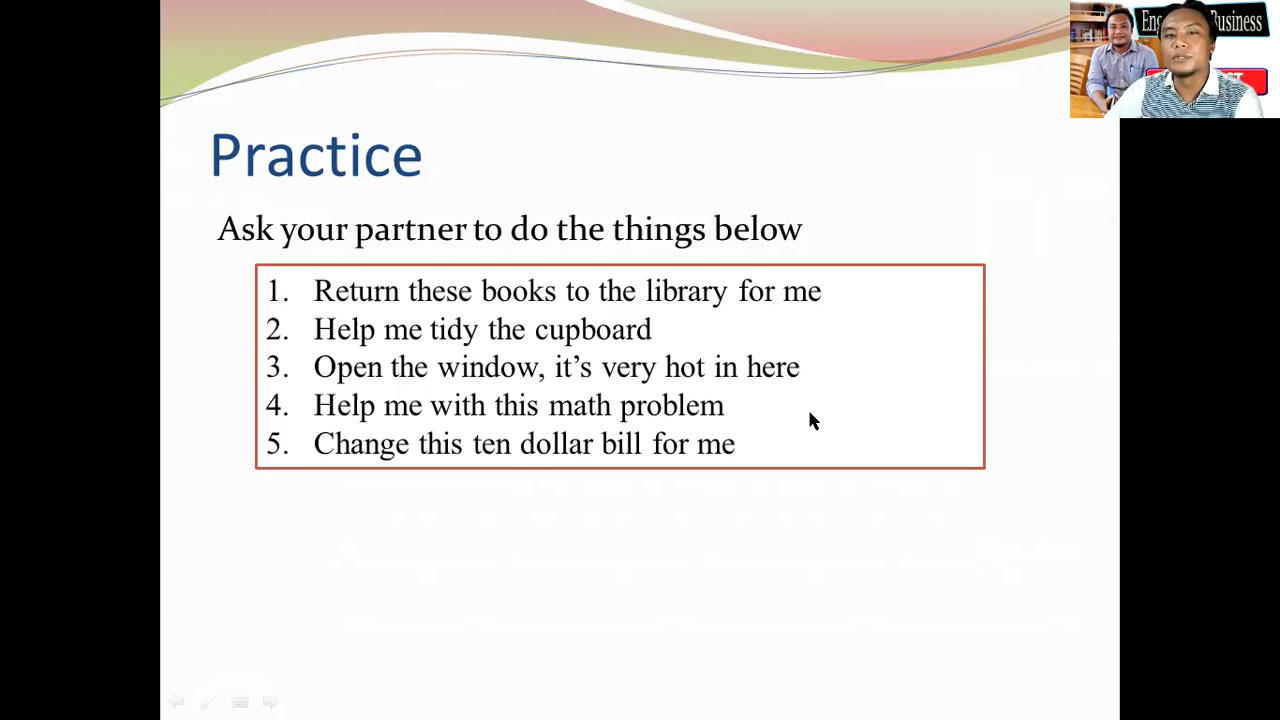 Business
Practice
Ask your partner to do the things below
1. Return these books to the library for me
2. Help me tidy the cupboard
3. Open the window, it’s very hot in here
4. Help me with this math problem
5. Change this ten dollar bill for me